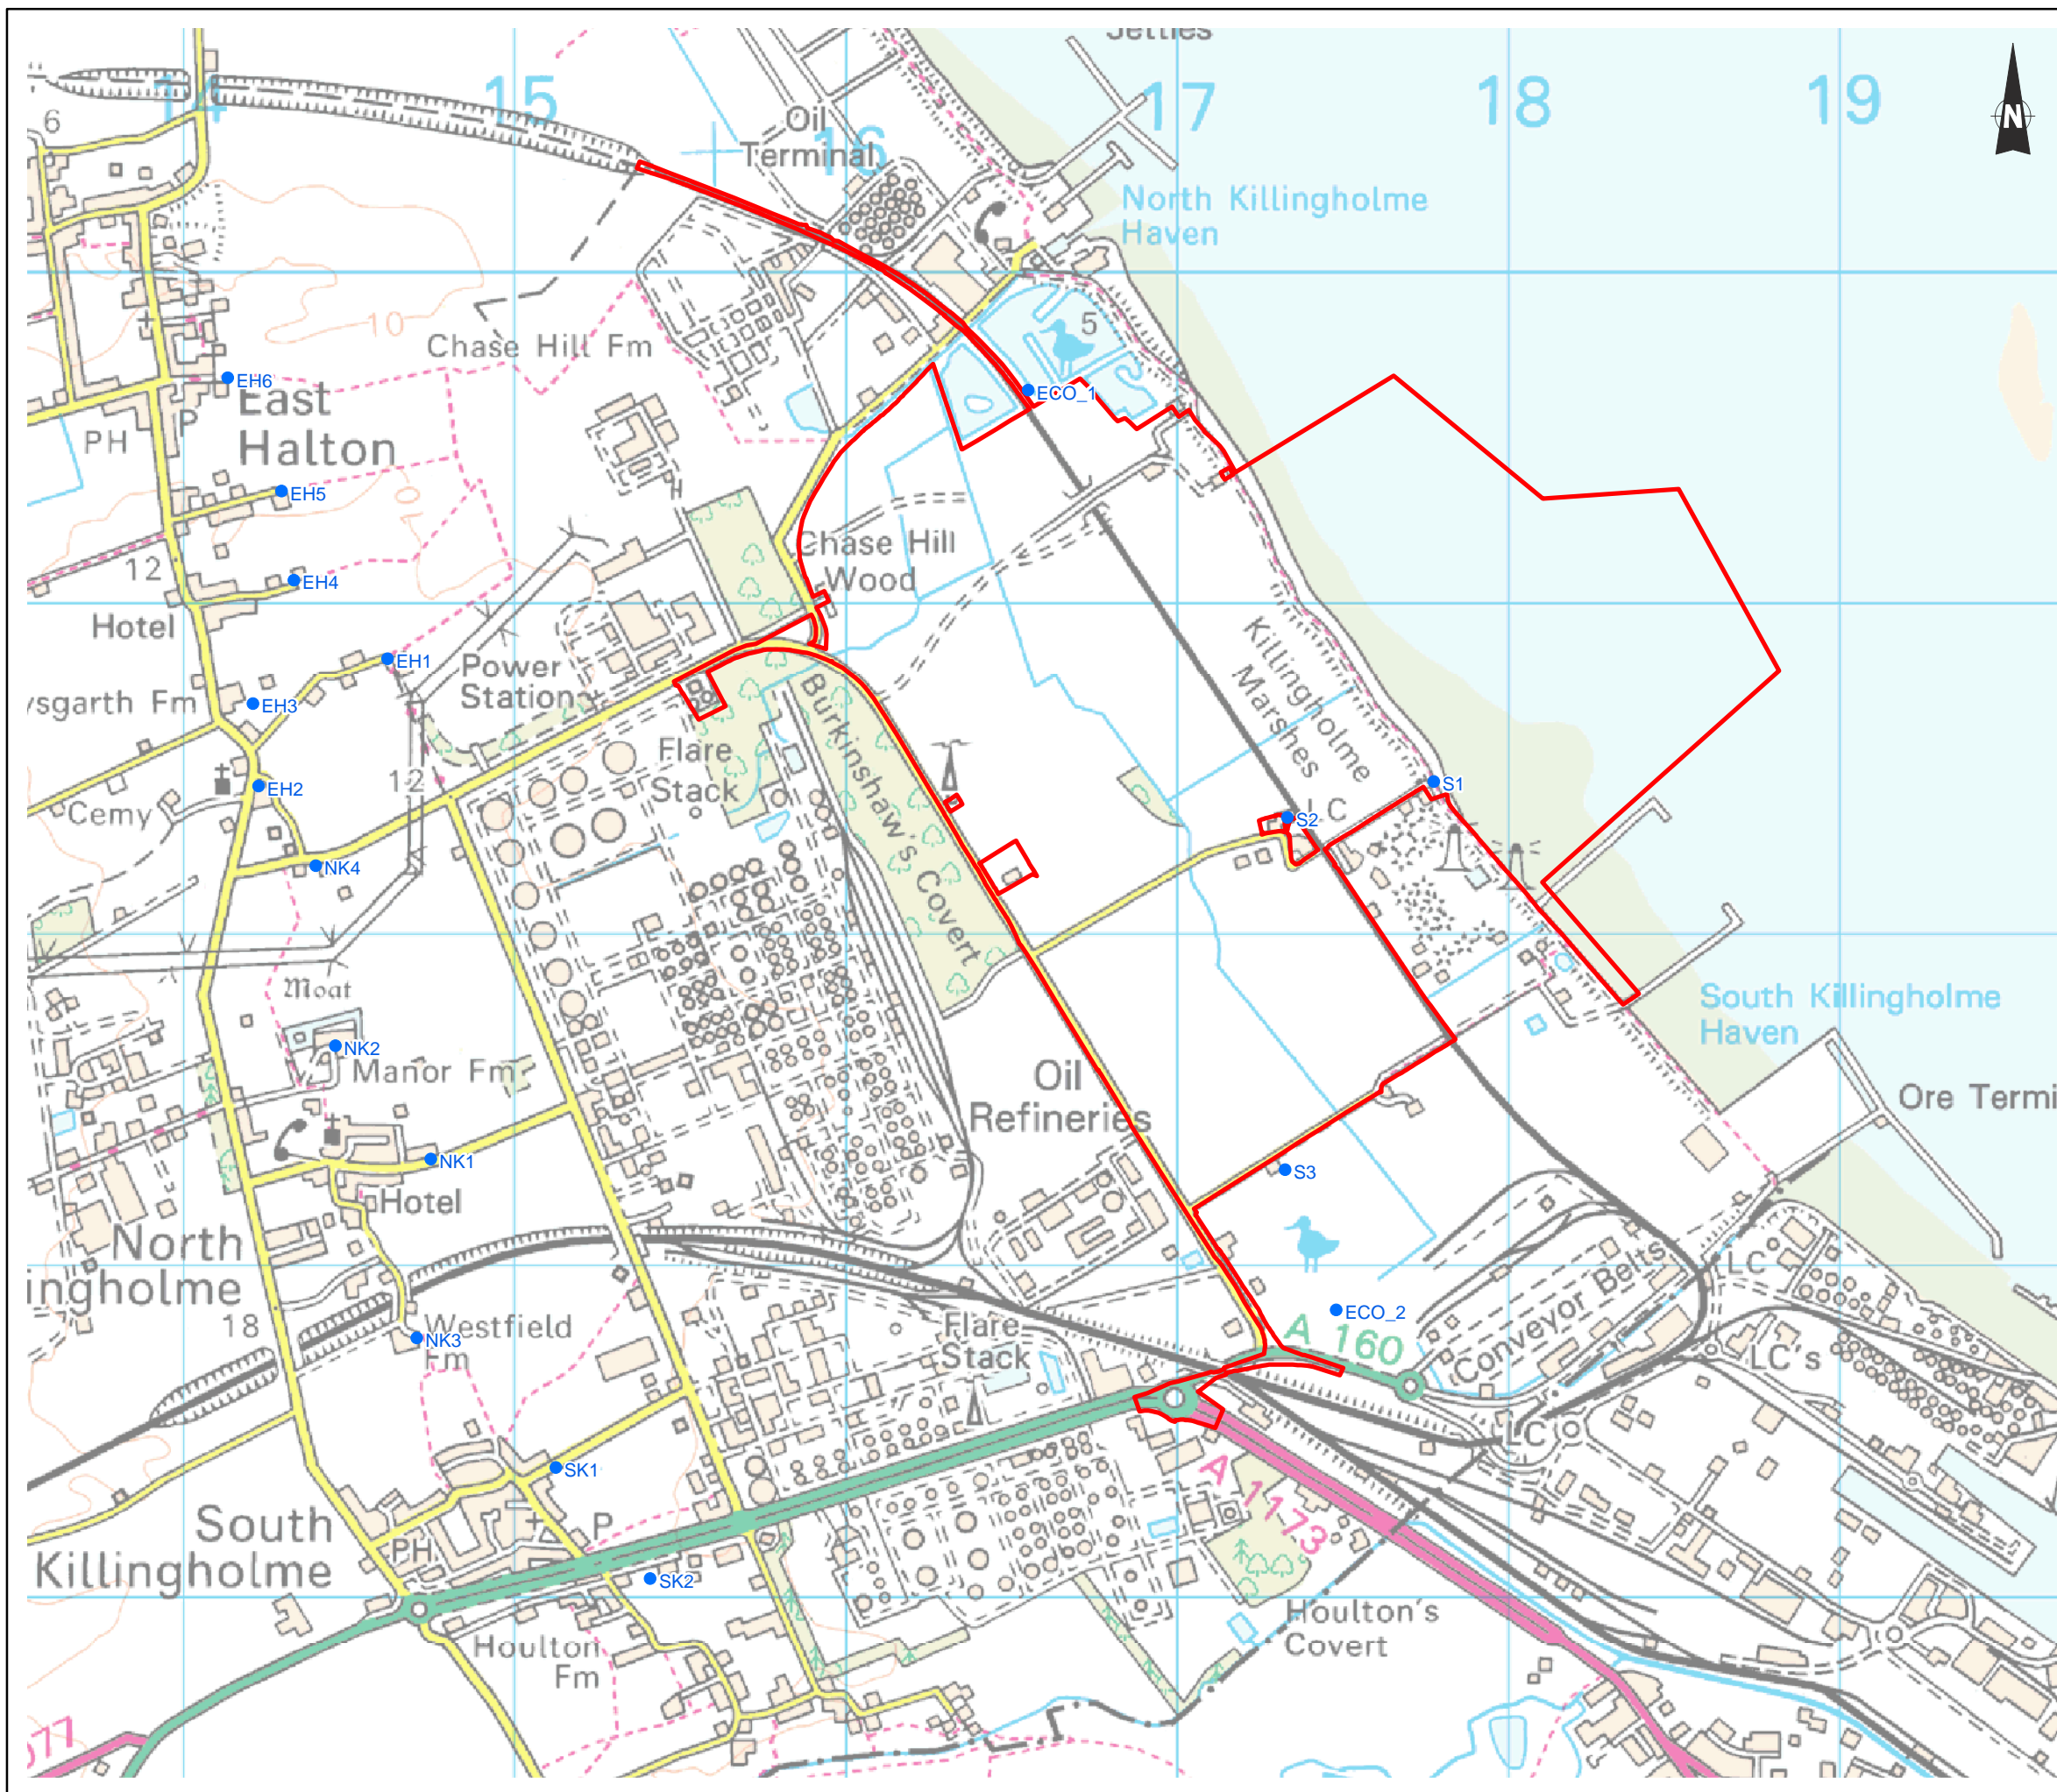 Jetties
14
15
16
17
18
19
N
6
Oil
Terminal
North Killingholme
Haven
10
Chase Hill Fm
5
ECO_1
EH6
East
Halton
PH
P
EH5
10
Chase Hill
Wood
12
EH4
Hotel
EH1
Power
Station
Killingholme
Marshes
ysgarth Fm
EH3
Flare
Stack
Burkinshaw's Covert
12
EH2
Cemy
S1
LC
S2
NK4
Moat
South Killingholme
Haven
NK2
Manor Fm
Oil
Refineries
Ore Termi
NK1
S3
Hotel
North
ingholme
LC
Conveyor Belts
18
Westfield
Fm
NK3
ECO_2
Flare
Stack
A 160
LC's
LC
SK1
A 1173
South
Killingholme
P
PH
SK2
Houlton's
Covert
Houlton
Fm
077